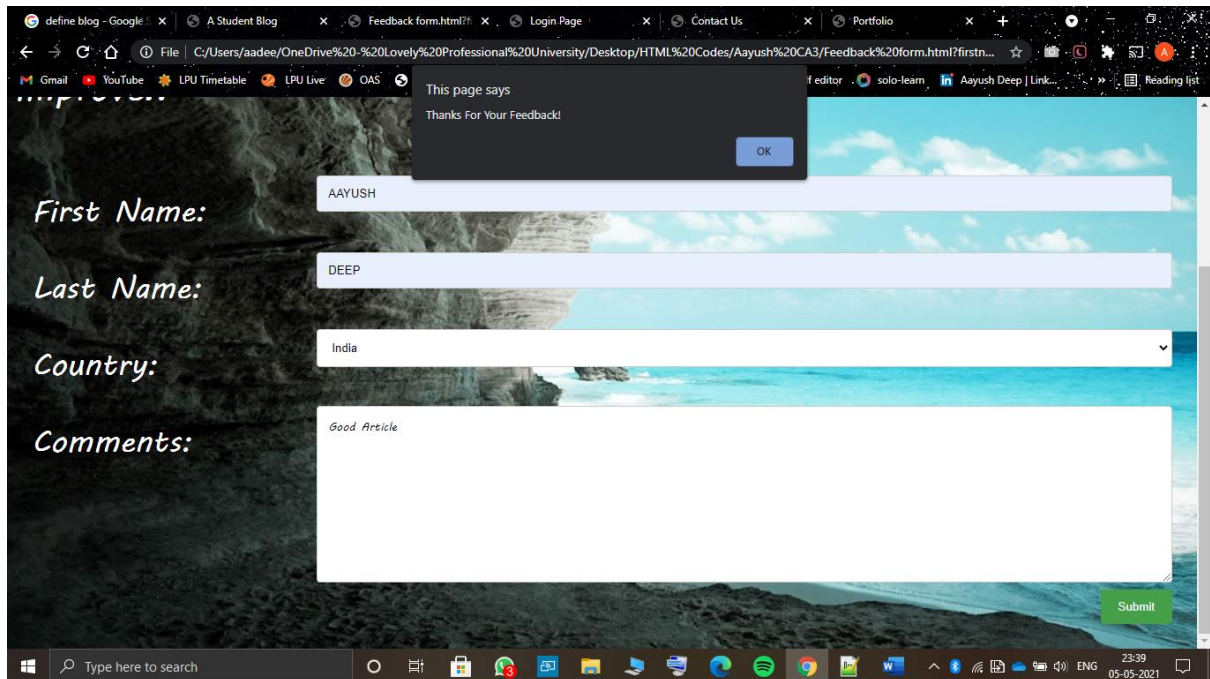 define blog - Google S
A Student Blog
Feedback form.html?fi
Login Page
Contact Us
Portfolio
File
C:/Users/aadee/OneDrive%20-%20Lovely%20Professional%20University/Desktop/HTML%20Codes/Aayush%20CA3/Feedback%20form.html?firstn...
A
Gmail
YouTube
LPU Timetable
LPU Live
OAS
f editor
solo-learn
Aayush Deep | Link...
»
Reading list
This page says
Thanks For Your Feedback!
OK
First Name:
AAYUSH
Last Name:
DEEP
Country:
India
Comments:
Good Article
Submit
Type here to search
3
W
ENG
23:39
05-05-2021